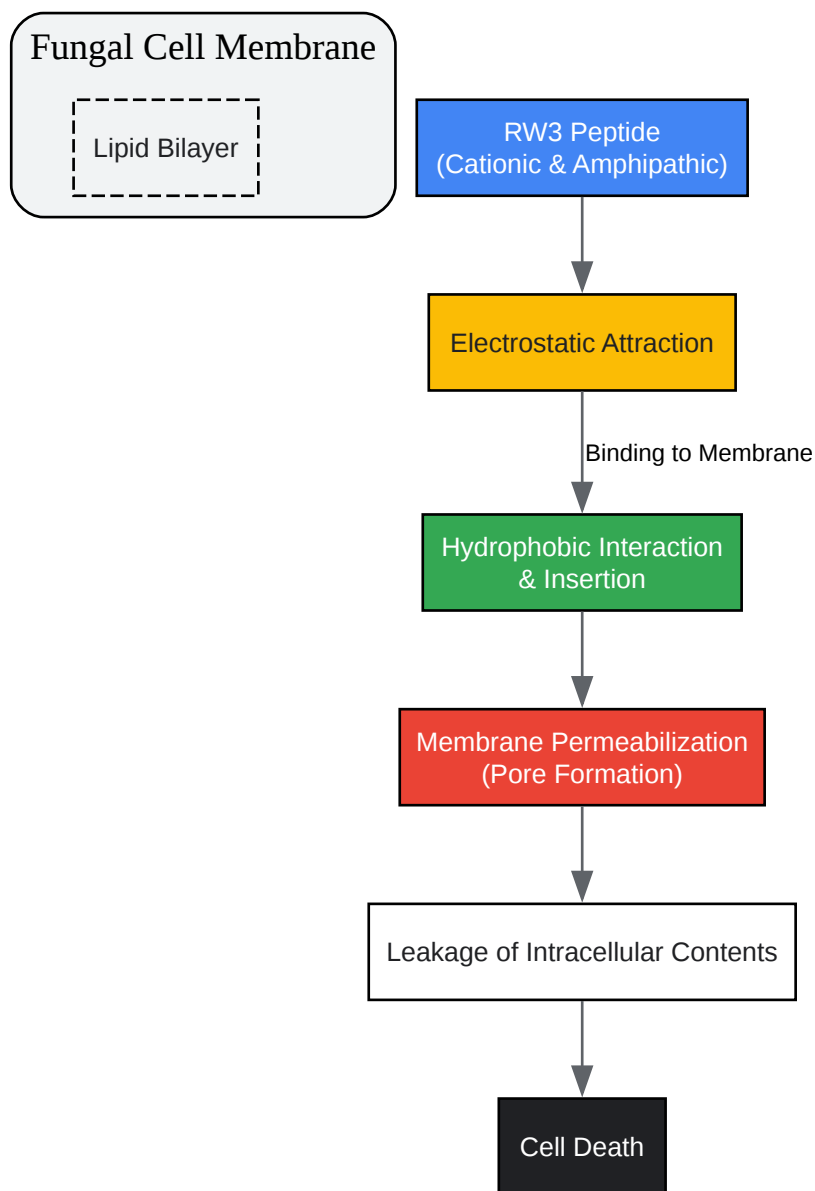 Fungal Cell Membrane
Lipid Bilayer
RW3 Peptide
(Cationic & Amphipathic)
Electrostatic Attraction
Binding to Membrane
Hydrophobic Interaction
& Insertion
Membrane Permeabilization
(Pore Formation)
Leakage of Intracellular Contents
Cell Death